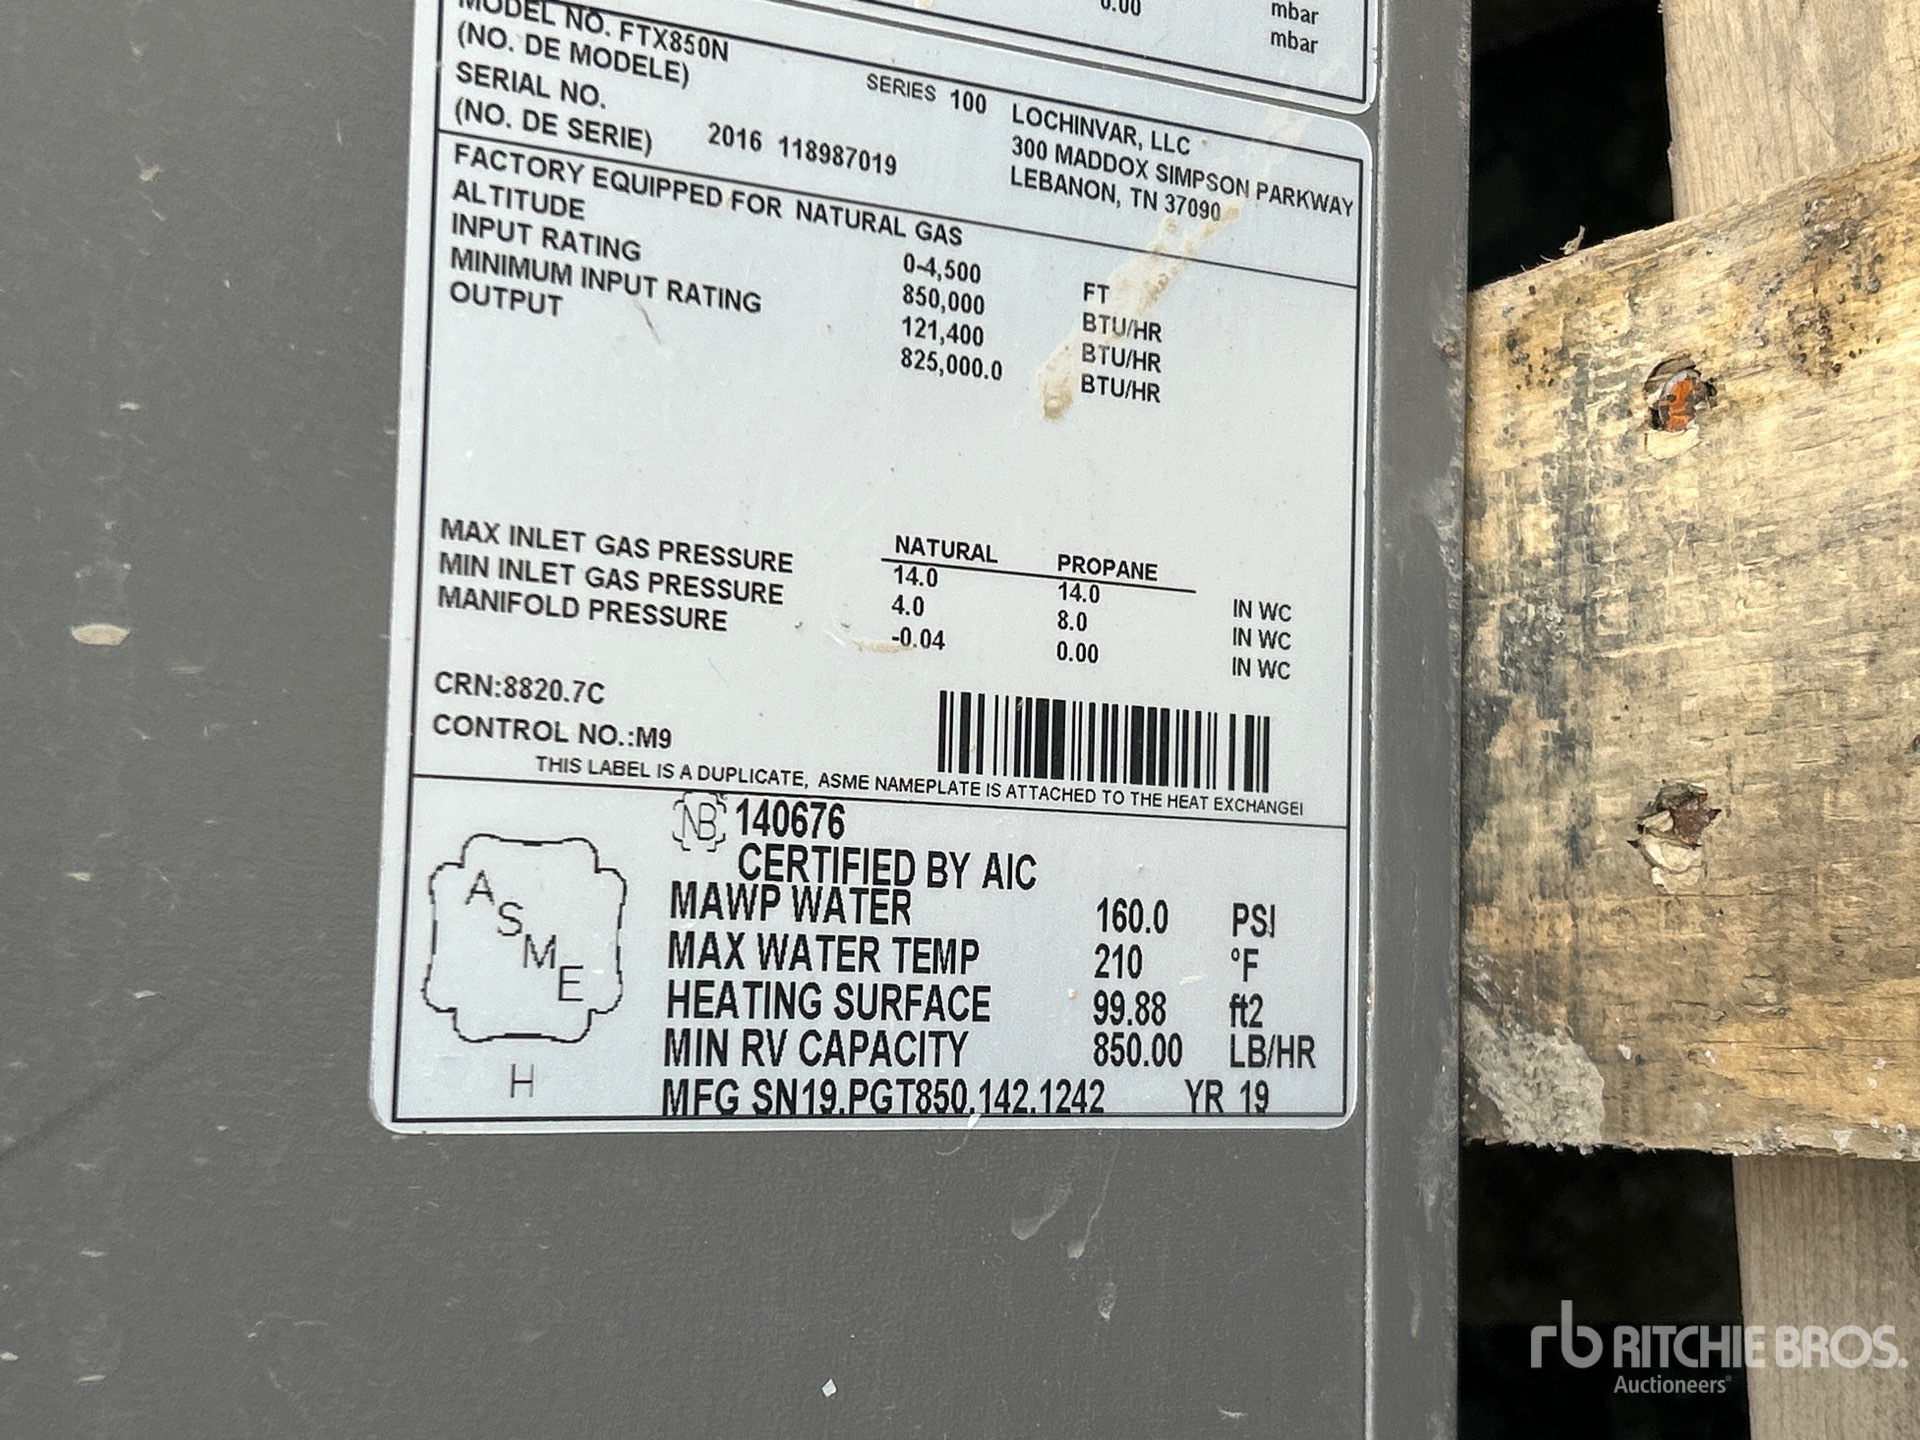 0.00 mbar
mbar
MODEL NO. FTX850N
(NO. DE MODELE)
SERIES 100
SERIAL NO.
(NO. DE SERIE) 2016 118987019
LOCHINVAR, LLC
300 MADDOX SIMPSON PARKWAY
LEBANON, TN 37090
FACTORY EQUIPPED FOR NATURAL GAS
ALTITUDE 0-4,500 FT
INPUT RATING 850,000 BTU/HR
MINIMUM INPUT RATING 121,400 BTU/HR
OUTPUT 825,000.0 BTU/HR
NATURAL PROPANE
MAX INLET GAS PRESSURE 14.0 14.0 IN WC
MIN INLET GAS PRESSURE 4.0 8.0 IN WC
MANIFOLD PRESSURE -0.04 0.00 IN WC
CRN:8820.7C
CONTROL NO.:M9
THIS LABEL IS A DUPLICATE, ASME NAMEPLATE IS ATTACHED TO THE HEAT EXCHANGEI
NB 140676
CERTIFIED BY AIC
MAWP WATER 160.0 PSI
MAX WATER TEMP 210 °F
HEATING SURFACE 99.88 ft2
MIN RV CAPACITY 850.00 LB/HR
MFG SN19.PGT850.142.1242 YR 19
ASME
H
rb RITCHIE BROS.
Auctioneers